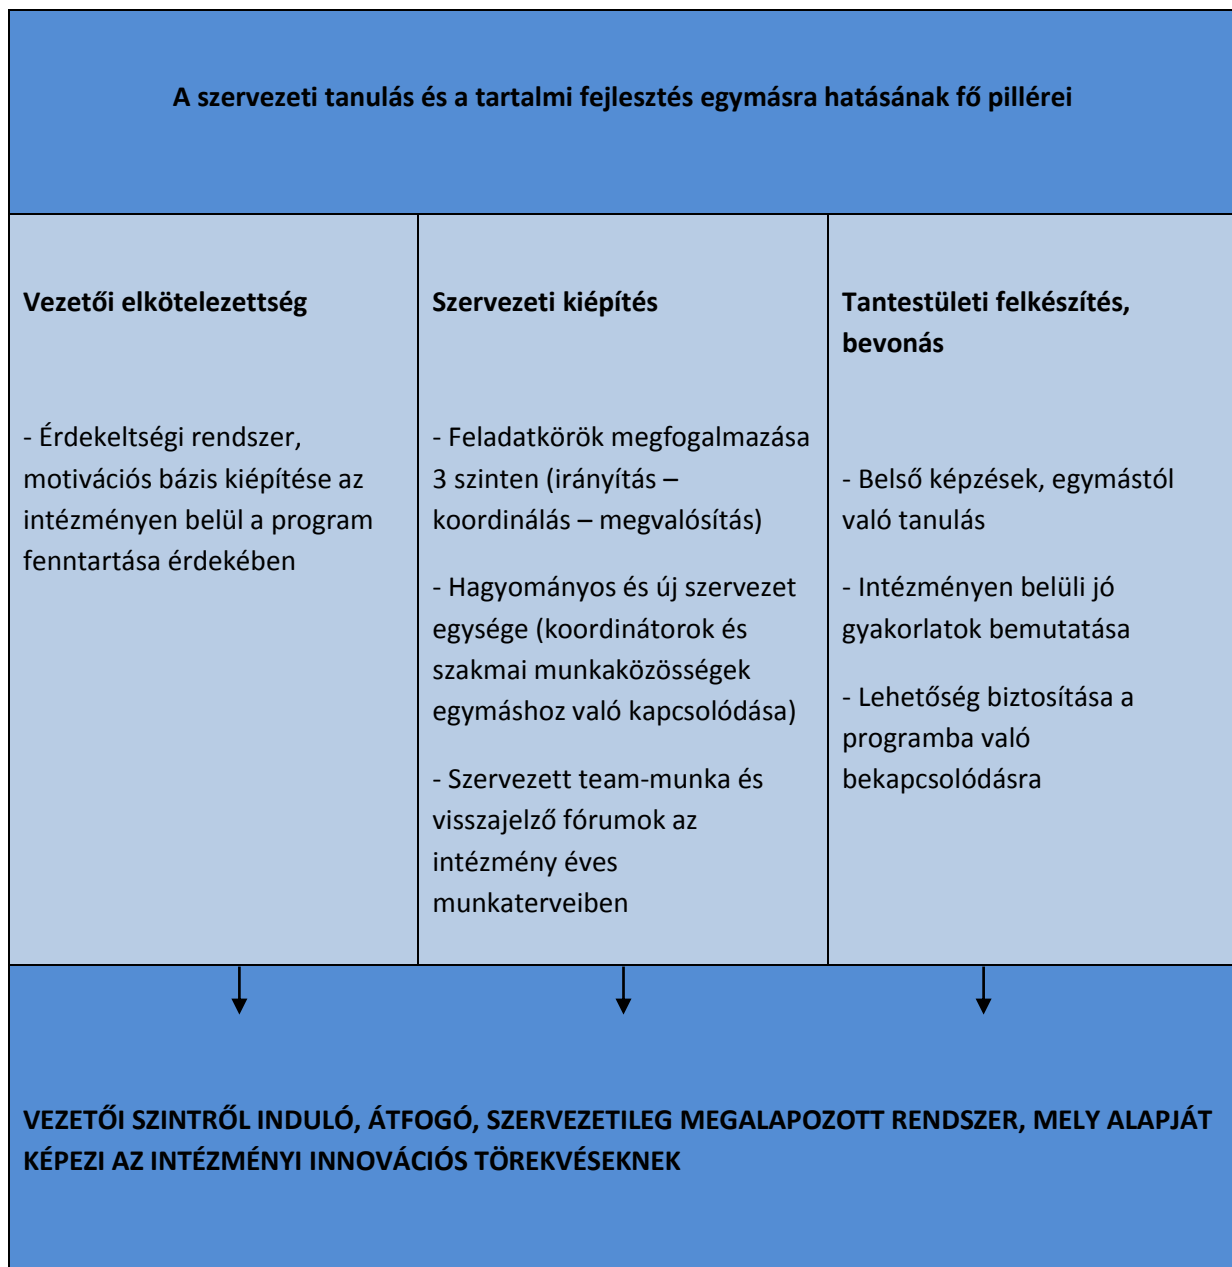 A szervezeti tanulás és a tartalmi fejlesztés egymásra hatásának fő pillérei
Vezetői elkötelezettség
- Érdekeltségi rendszer,
motivációs bázis kiépítése az
intézményen belül a program
fenntartása érdekében
Szervezeti kiépítés
- Feladatkörök megfogalmazása
3 szinten (irányítás –
koordinálás – megvalósítás)
- Hagyományos és új szervezet
egysége (koordinátorok és
szakmai munkaközösségek
egymáshoz való kapcsolódása)
- Szervezett team-munka és
visszajelző fórumok az
intézmény éves
munkaterveiben
Tantestületi felkészítés,
bevonás
- Belső képzések, egymástól
való tanulás
- Intézményen belüli jó
gyakorlatok bemutatása
- Lehetőség biztosítása a
programba való
bekapcsolódásra
VEZETŐI SZINTRŐL INDULÓ, ÁTFOGÓ, SZERVEZETILEG MEGALAPOZOTT RENDSZER, MELY ALAPJÁT
KÉPEZI AZ INTÉZMÉNYI INNOVÁCIÓS TÖREKVÉSEKNEK